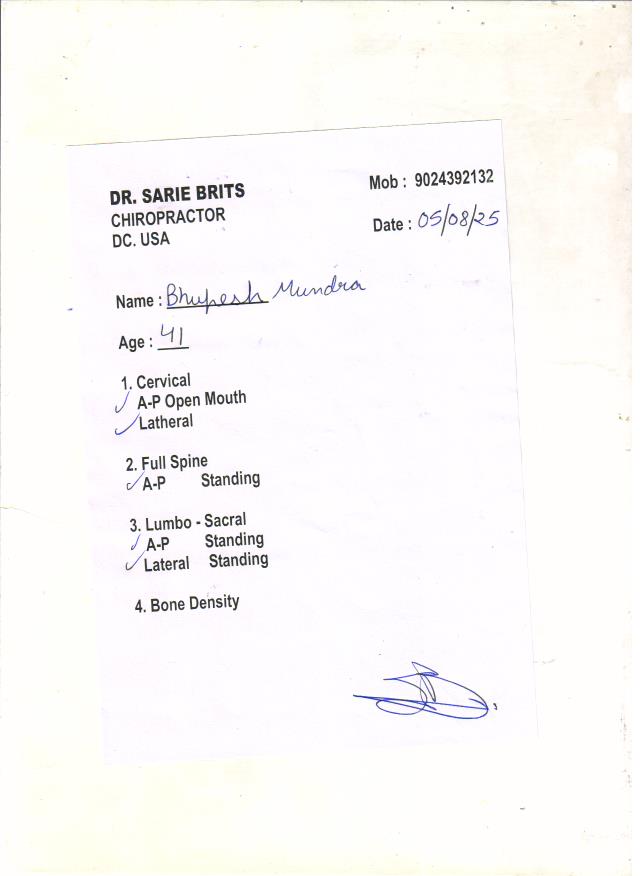 DR. SARIE BRITS
CHIROPRACTOR
DC. USA
Mob : 9024392132
Date : 05/08/25
Name : Bhupesh Mundra
Age : 41
1. Cervical
✓ A-P Open Mouth
✓ Latheral
2. Full Spine
✓ A-P Standing
3. Lumbo - Sacral
✓ A-P Standing
✓ Lateral Standing
4. Bone Density